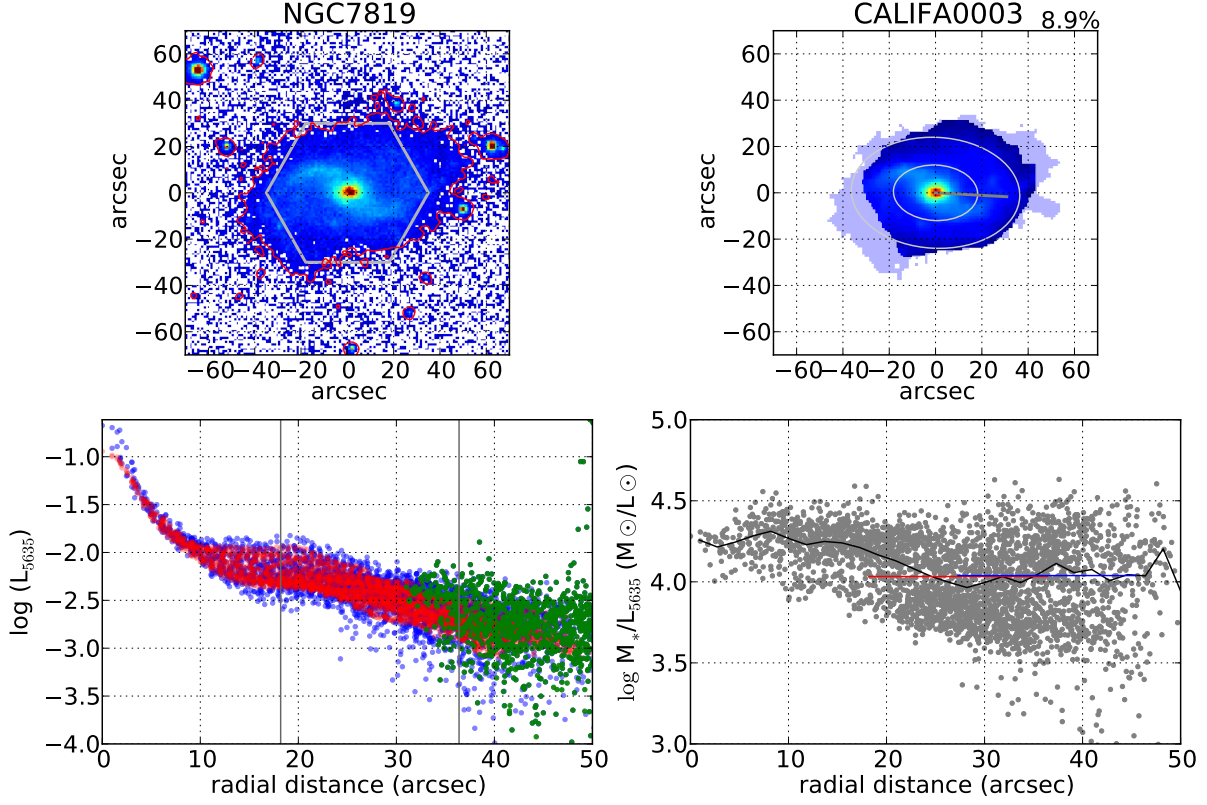 NGC7819
CALIFA0003 8.9%
60
40
20
0
−20
−40
−60
arcsec
−60 −40 −20 0 20 40 60
arcsec
60
40
20
0
−20
−40
−60
arcsec
−60 −40 −20 0 20 40 60
arcsec
−1.0
−1.5
−2.0
−2.5
−3.0
−3.5
−4.0
log (L5635)
0 10 20 30 40 50
radial distance (arcsec)
5.0
4.5
4.0
3.5
3.0
log M*/L5635 (M⊙/L⊙)
0 10 20 30 40 50
radial distance (arcsec)